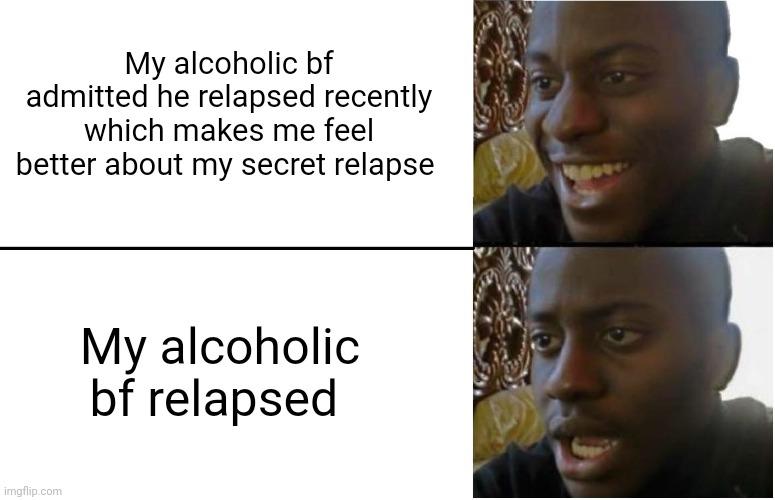 My alcoholic bf
admitted he relapsed recently
which makes me feel
better about my secret relapse
My alcoholic
bf relapsed
imgflip.com